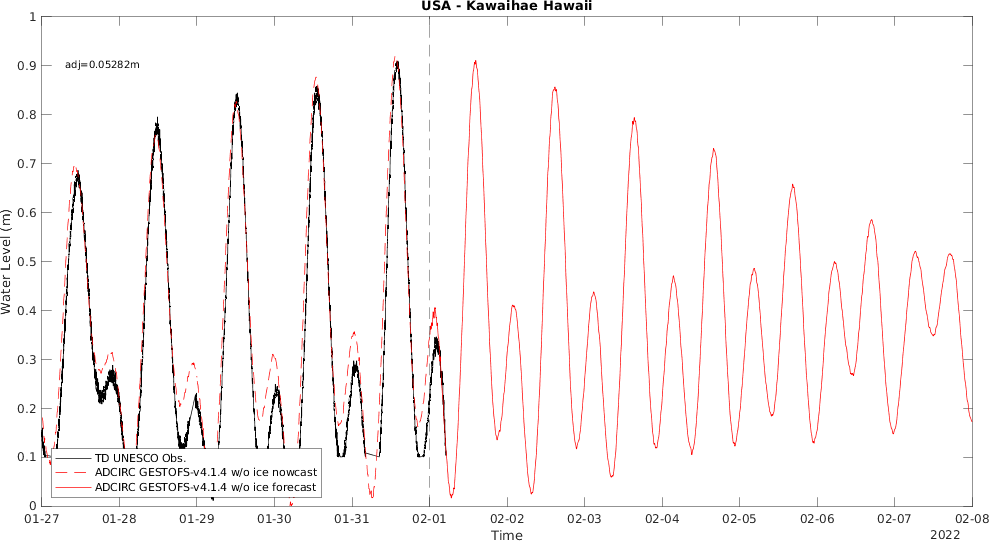 USA - Kawaihae Hawaii
1
adj=0.05282m
0.9
0.8
0.7
0.6
0.5
0.4
0.3
0.2
0.1
0
Water Level (m)
TD UNESCO Obs.
ADCIRC GESTOFS-v4.1.4 w/o ice nowcast
ADCIRC GESTOFS-v4.1.4 w/o ice forecast
01-27 01-28 01-29 01-30 01-31 02-01 02-02 02-03 02-04 02-05 02-06 02-07 02-08
Time
2022